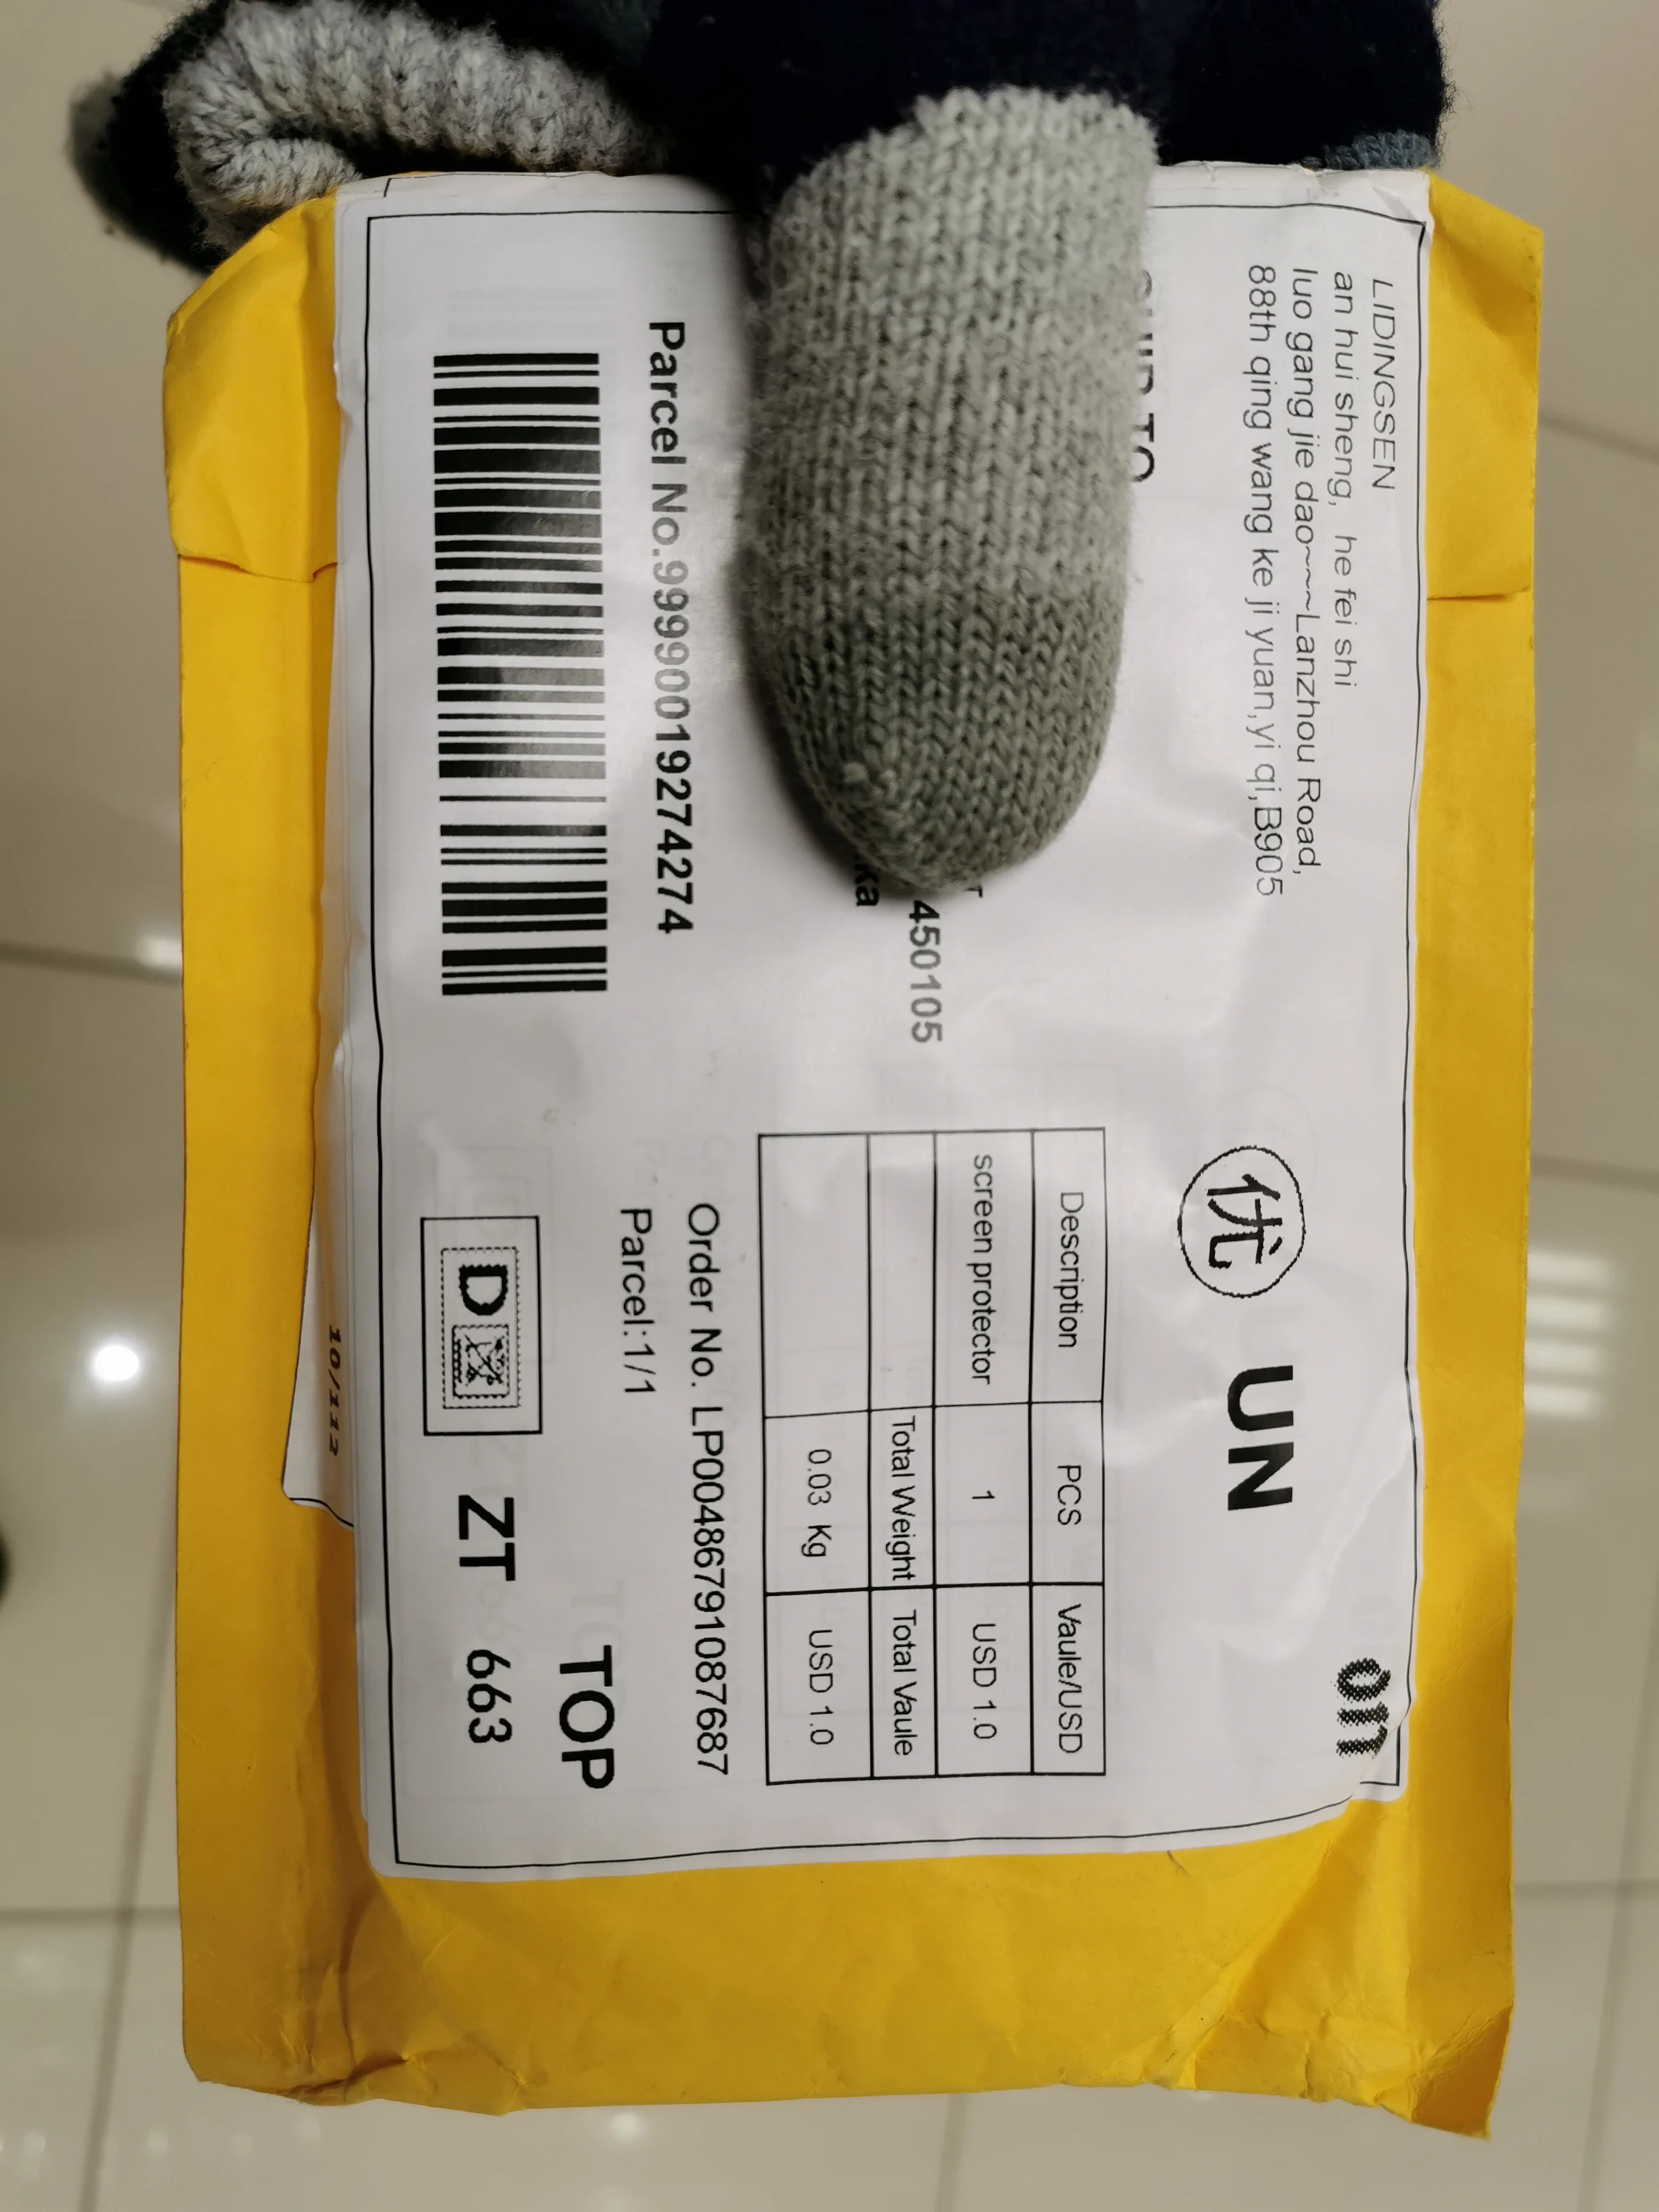 LIDINGSEN
an hui sheng, he fei shi
luo gang jie dao~~~Lanzhou Road,
88th qing wang ke ji yuan,yi qi,B905
优 UN
on
TO
450105
ka
Description PCS Vaule/USD
screen protector 1 USD 1.0
Total Weight Total Vaule
0.03 Kg USD 1.0
Parcel No.99990019274274
Order No. LP00486791087687
Parcel:1/1
TOP
D ZT 663
10/112